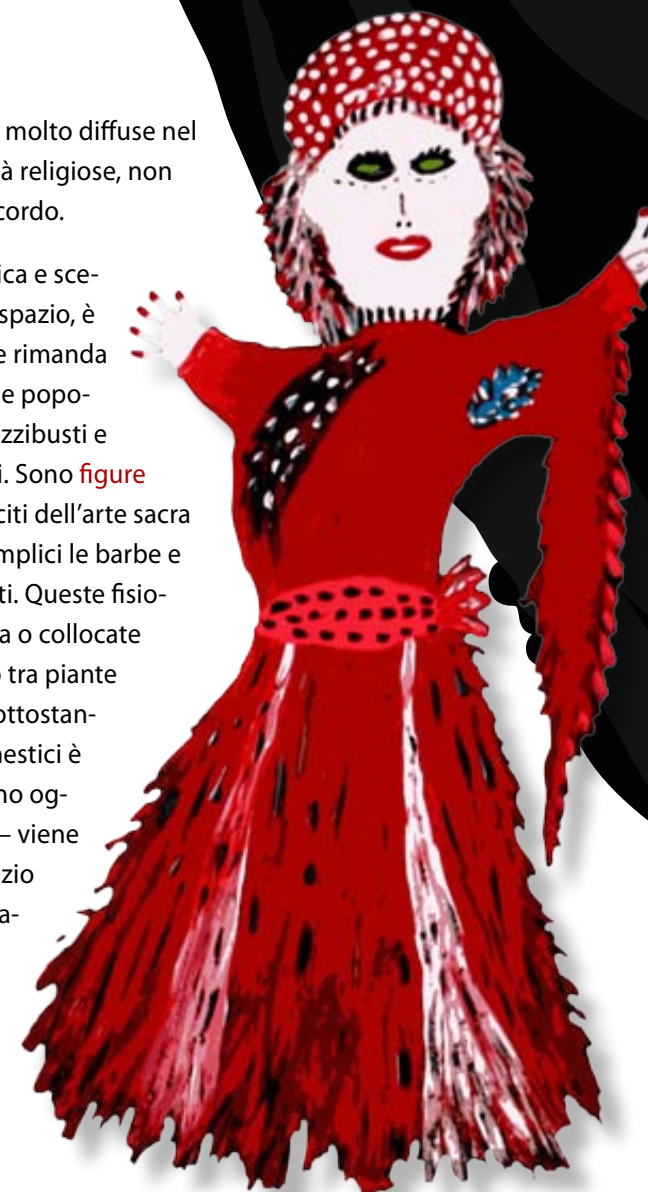 molto diffuse nel
à religiose, non
cordo.
ica e sce-
spazio, è
e rimanda
e popo-
zzibusti e
i. Sono figure
citi dell’arte sacra
mplici le barbe e
ti. Queste fisio-
a o collocate
tra piante
ottostan-
nestici è
no og-
– viene
zio
a-